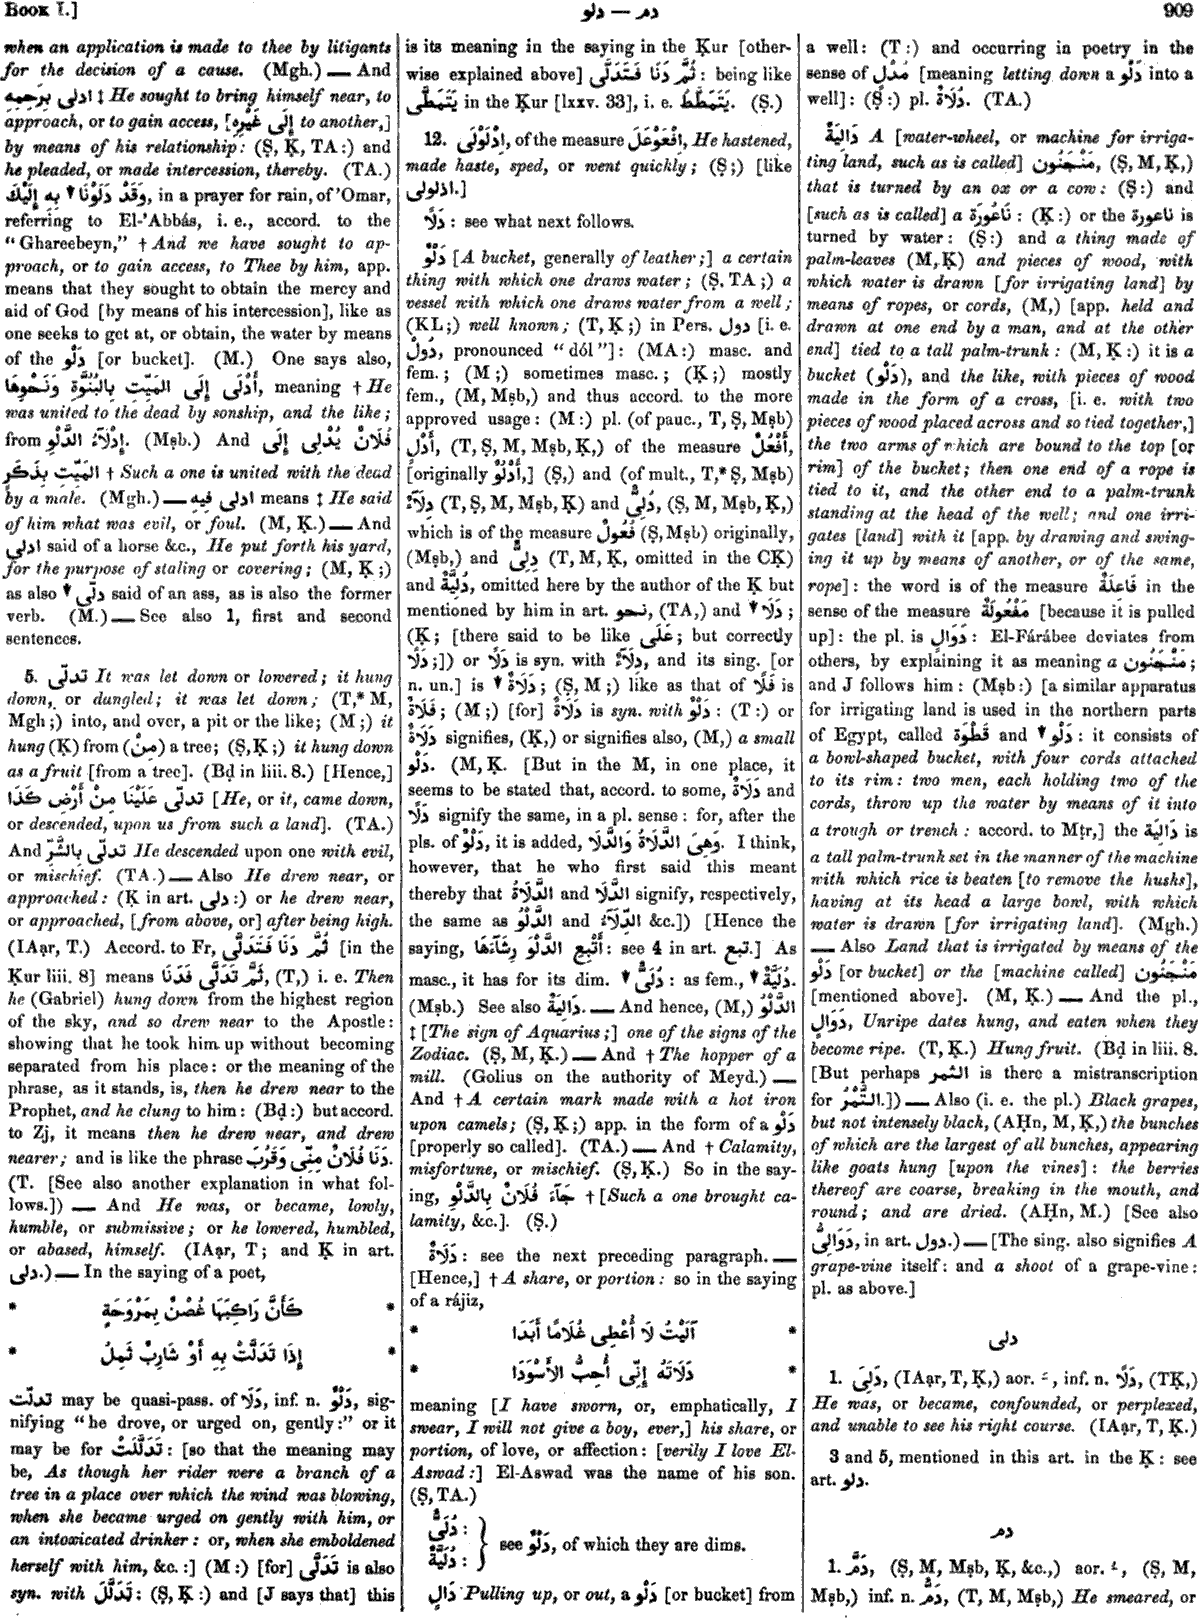 Book I.]
دلو — دم
909
when an application is made to thee by litigants
for the decision of a cause. (Mgh.) — And
ادلى بِرَحِمِهِ ‡ He sought to bring himself near, to
approach, or to gain access, [إِلَى غَيْرِهِ to another,]
by means of his relationship: (Ṣ, Ḳ, TA:) and
he pleaded, or made intercession, thereby. (TA.)
وَقَدْ دَلَوْنَا ▼ بِهِ إِلَيْكَ, in a prayer for rain, of 'Omar,
referring to El-'Abbás, i. e., accord. to the
“Ghareebeyn,” † And we have sought to ap-
proach, or to gain access, to Thee by him, app.
means that they sought to obtain the mercy and
aid of God [by means of his intercession], like as
one seeks to get at, or obtain, the water by means
of the دَلْو [or bucket]. (M.) One says also,
أَدْلَى إِلَى المَيِّتِ بِالبُنُوَّةِ وَنَحْوِهَا, meaning † He
was united to the dead by sonship, and the like;
from إِدْلَآءُ الدَّلْوِ. (Mṣb.) And فُلَانٌ يُدْلِى إِلَى
المَيِّتِ بِذَكَرٍ † Such a one is united with the dead
by a male. (Mgh.) — ادلى فِيهِ means ‡ He said
of him what was evil, or foul. (M, Ḳ.) — And
ادلى said of a horse &c., He put forth his yard,
for the purpose of staling or covering; (M, Ḳ;)
as also ▼ دلّى said of an ass, as is also the former
verb. (M.) — See also 1, first and second
sentences.
5. تدلّى It was let down or lowered; it hung
down, or dangled; it was let down; (T,* M,
Mgh;) into, and over, a pit or the like; (M;) it
hung (Ḳ) from (مِنْ) a tree; (Ṣ, Ḳ;) it hung down
as a fruit [from a tree]. (Bḍ in liii. 8.) [Hence,]
تدلّى عَلَيْنَا مِنْ أَرْضِ كَذَا [He, or it, came down,
or descended, upon us from such a land]. (TA.)
And تدلّى بِالشَّرِّ He descended upon one with evil,
or mischief. (TA.) — Also He drew near, or
approached: (Ḳ in art. دلى:) or he drew near,
or approached, [from above, or] after being high.
(IAạr, T.) Accord. to Fr, ثُمَّ دَنَا فَتَدَلَّى [in the
Ḳur liii. 8] means ثُمَّ تَدَلَّى فَدَنَا, (T,) i. e. Then
he (Gabriel) hung down from the highest region
of the sky, and so drew near to the Apostle:
showing that he took him up without becoming
separated from his place: or the meaning of the
phrase, as it stands, is, then he drew near to the
Prophet, and he clung to him: (Bḍ:) but accord.
to Zj, it means then he drew near, and drew
nearer; and is like the phrase دَنَا فُلَانٌ مِنِّى وَقَرُبَ.
(T. [See also another explanation in what fol-
lows.]) — And He was, or became, lowly,
humble, or submissive; or he lowered, humbled,
or abased, himself. (IAạr, T; and Ḳ in art.
دلى.) — In the saying of a poet,
* كَأَنَّ رَاكِبَهَا غُصْنٌ بِمَرْوَحَةٍ *
* إِذَا تَدَلَّتْ بِهِ أَوْ شَارِبٌ ثَمِلُ *
تدلّت may be quasi-pass. of دَلَا, inf. n. دَلْوٌ, sig-
nifying “he drove, or urged on, gently:” or it
may be for تَدَلَّلَتْ: [so that the meaning may
be, As though her rider were a branch of a
tree in a place over which the wind was blowing,
when she became urged on gently with him, or
an intoxicated drinker: or, when she emboldened
herself with him, &c.:] (M:) [for] تَدَلَّى is also
syn. with تَدَلَّلَ: (Ṣ, Ḳ:) and [J says that] this
is its meaning in the saying in the Ḳur [other-
wise explained above] ثُمَّ دَنَا فَتَدَلَّى: being like
يَتَمَطَّى in the Ḳur [lxxv. 33], i. e. يَتَمَطَّطُ. (Ṣ.)
12. اِدْلَوْلَى, of the measure اِفْعَوْعَلَ, He hastened,
made haste, sped, or went quickly; (Ṣ;) [like
اذلولى.]
دَلًا: see what next follows.
دَلْوٌ [A bucket, generally of leather;] a certain
thing with which one draws water; (Ṣ, TA;) a
vessel with which one draws water from a well;
(KL;) well known; (T, Ḳ;) in Pers. دول [i. e.
دُولْ, pronounced “dól”]: (MA:) masc. and
fem.; (M;) sometimes masc.; (Ḳ;) mostly
fem., (M, Mṣb,) and thus accord. to the more
approved usage: (M:) pl. (of pauc., T, Ṣ, Mṣb)
أَدْلٍ, (T, Ṣ, M, Mṣb, Ḳ,) of the measure أَفْعُلٌ,
[originally أَدْلُوٌ,] (Ṣ,) and (of mult., T,* Ṣ, Mṣb)
دِلَآءٌ (T, Ṣ, M, Mṣb, Ḳ) and دُلِىٌّ, (Ṣ, M, Mṣb, Ḳ,)
which is of the measure فُعُولٌ (Ṣ, Mṣb) originally,
(Mṣb,) and دِلِىٌّ (T, M, Ḳ, omitted in the CḲ)
and دُلِيَّةٌ, omitted here by the author of the Ḳ but
mentioned by him in art. نحو, (TA,) and ▼ دَلَا;
(Ḳ; [there said to be like عَلَى; but correctly
دَلًا;]) or دَلًا is syn. with دِلَآءٌ, and its sing. [or
n. un.] is ▼ دَلَاةٌ; (Ṣ, M;) like as that of فَلًا is
فَلَاةٌ; (M;) [for] دَلَاةٌ is syn. with دَلْوٌ: (T:) or
دَلَاةٌ signifies, (Ḳ,) or signifies also, (M,) a small
دَلْو. (M, Ḳ. [But in the M, in one place, it
seems to be stated that, accord. to some, دَلَاةٌ and
دَلًا signify the same, in a pl. sense: for, after the
pls. of دَلْوٌ, it is added, وَهِىَ الدَّلَاةُ وَالدَّلَا. I think,
however, that he who first said this meant
thereby that الدَّلَا and الدَّلَاةُ signify, respectively,
the same as الدَّلْوُ and الدِّلَآءُ &c.]) [Hence the
saying, أَتْبِعِ الدَّلْوَ رِشَآءَهَا: see 4 in art. تبع.] As
masc., it has for its dim. ▼ دُلَىٌّ: as fem., ▼ دُلَيَّةٌ.
(Mṣb.) See also دَالِيَةٌ. — And hence, (M,) الدَّلْوُ
‡ [The sign of Aquarius;] one of the signs of the
Zodiac. (Ṣ, M, Ḳ.) — And † The hopper of a
mill. (Golius on the authority of Meyd.) —
And † A certain mark made with a hot iron
upon camels; (Ṣ, Ḳ;) app. in the form of a دَلْو
[properly so called]. (TA.) — And † Calamity,
misfortune, or mischief. (Ṣ, Ḳ.) So in the say-
ing, جَآءَ فُلَانٌ بِالدَّلْوِ † [Such a one brought ca-
lamity, &c.]. (Ṣ.)
دَلَاةٌ: see the next preceding paragraph. —
[Hence,] † A share, or portion: so in the saying
of a rájiz,
* آلَيْتُ لَا أُعْطِى غُلَامًا أَبَدَا *
* دَلَاتَهُ إِنِّى أُحِبُّ الأَسْوَدَا *
meaning [I have sworn, or, emphatically, I
swear, I will not give a boy, ever,] his share, or
portion, of love, or affection: [verily I love El-
Aswad:] El-Aswad was the name of his son.
(Ṣ, TA.)
دُلَىٌّ:
دُلَيَّةٌ: } see دَلْوٌ, of which they are dims.
دَالٍ Pulling up, or out, a دَلْو [or bucket] from
a well: (T:) and occurring in poetry in the
sense of مُدْلٍ [meaning letting down a دَلْو into a
well]: (Ṣ:) pl. دُلَاةٌ. (TA.)
دَالِيَةٌ A [water-wheel, or machine for irriga-
ting land, such as is called] مَنْجَنُون, (Ṣ, M, Ḳ,)
that is turned by an ox or a cow: (Ṣ:) and
[such as is called] a نَاعُورَة: (Ḳ:) or the ناعورة is
turned by water: (Ṣ:) and a thing made of
palm-leaves (M, Ḳ) and pieces of wood, with
which water is drawn [for irrigating land] by
means of ropes, or cords, (M,) [app. held and
drawn at one end by a man, and at the other
end] tied to a tall palm-trunk: (M, Ḳ:) it is a
bucket (دَلْو), and the like, with pieces of wood
made in the form of a cross, [i. e. with two
pieces of wood placed across and so tied together,]
the two arms of which are bound to the top [or
rim] of the bucket; then one end of a rope is
tied to it, and the other end to a palm-trunk
standing at the head of the well; and one irri-
gates [land] with it [app. by drawing and swing-
ing it up by means of another, or of the same,
rope]: the word is of the measure فَاعِلَةٌ in the
sense of the measure مَفْعُولَةٌ [because it is pulled
up]: the pl. is دَوَالٍ: El-Fárábee deviates from
others, by explaining it as meaning a مَنْجَنُون;
and J follows him: (Mṣb:) [a similar apparatus
for irrigating land is used in the northern parts
of Egypt, called قَطْوَة and ▼ دَلْو: it consists of
a bowl-shaped bucket, with four cords attached
to its rim: two men, each holding two of the
cords, throw up the water by means of it into
a trough or trench: accord. to Mṭr,] the دَالِيَة is
a tall palm-trunk set in the manner of the machine
with which rice is beaten [to remove the husks],
having at its head a large bowl, with which
water is drawn [for irrigating land]. (Mgh.)
— Also Land that is irrigated by means of the
دَلْو [or bucket] or the [machine called] مَنْجَنُون
[mentioned above]. (M, Ḳ.) — And the pl.,
دَوَالٍ, Unripe dates hung, and eaten when they
become ripe. (T, Ḳ.) Hung fruit. (Bḍ in liii. 8.
[But perhaps الثمر is there a mistranscription
for التَّمْرُ.]) — Also (i. e. the pl.) Black grapes,
but not intensely black, (AḤn, M, Ḳ,) the bunches
of which are the largest of all bunches, appearing
like goats hung [upon the vines]: the berries
thereof are coarse, breaking in the mouth, and
round; and are dried. (AḤn, M.) [See also
دَوَالِىُّ, in art. دول.) — [The sing. also signifies A
grape-vine itself: and a shoot of a grape-vine:
pl. as above.]
دلى
1. دَلِىَ, (IAạr, T, Ḳ,) aor. ـَ, inf. n. دَلًا, (TḲ,)
He was, or became, confounded, or perplexed,
and unable to see his right course. (IAạr, T, Ḳ.)
3 and 5, mentioned in this art. in the Ḳ: see
art. دلو.
دم
1. دَمَّ, (Ṣ, M, Mṣb, Ḳ, &c.,) aor. ـُ, (Ṣ, M,
Mṣb,) inf. n. دَمٌّ, (T, M, Mṣb,) He smeared, or